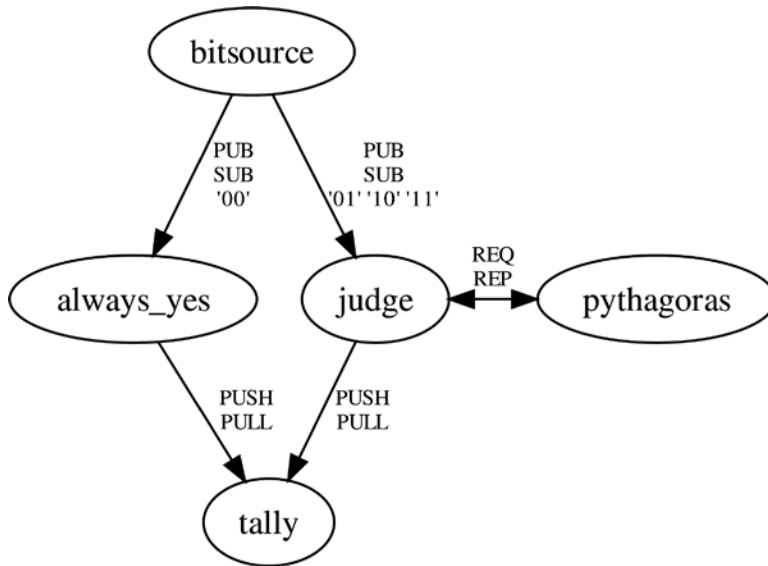 bitsource
PUB
SUB
'00'
PUB
SUB
'01' '10' '11'
always_yes
judge
REQ
REP
pythagoras
PUSH
PULL
PUSH
PULL
tally